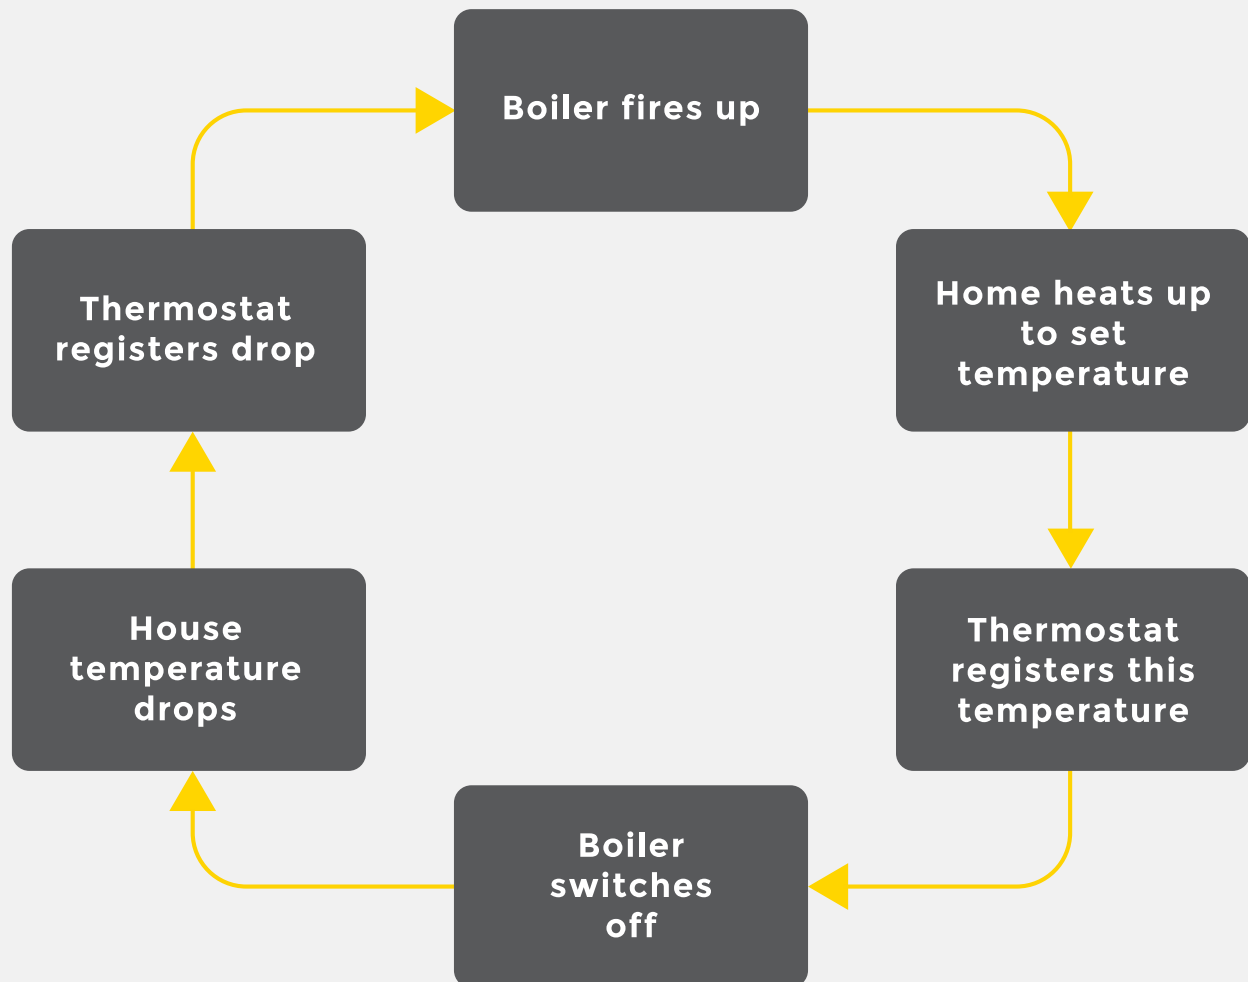 Boiler fires up
Home heats up
to set
temperature
Thermostat
registers this
temperature
Boiler
switches
off
House
temperature
drops
Thermostat
registers drop